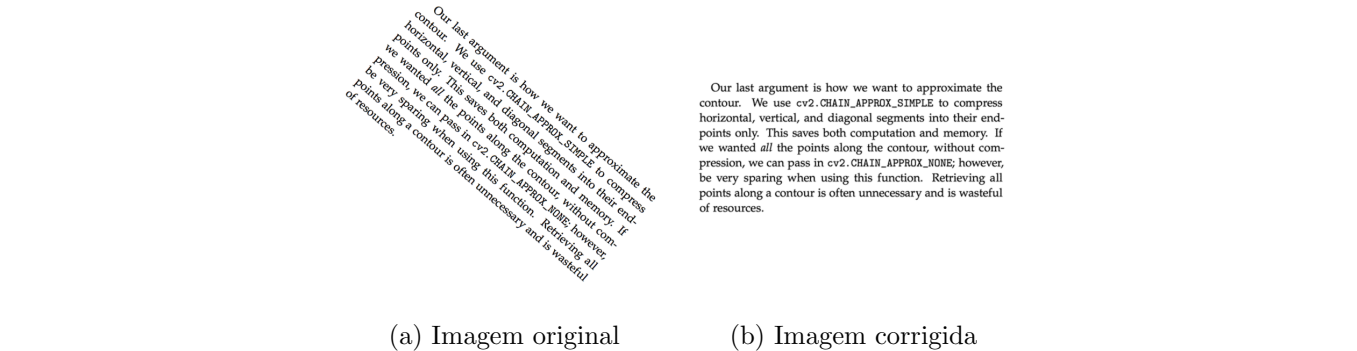 Our last argument is how we want to approximate the
contour. We use cv2.CHAIN_APPROX_SIMPLE to compress
horizontal, vertical, and diagonal segments into their end-
points only. This saves both computation and memory. If
we wanted all the points along the contour, without com-
pression, we can pass in cv2.CHAIN_APPROX_NONE; however,
be very sparing when using this function. Retrieving all
points along a contour is often unnecessary and is wasteful
of resources.
(a) Imagem original
Our last argument is how we want to approximate the
contour. We use cv2.CHAIN_APPROX_SIMPLE to compress
horizontal, vertical, and diagonal segments into their end-
points only. This saves both computation and memory. If
we wanted all the points along the contour, without com-
pression, we can pass in cv2.CHAIN_APPROX_NONE; however,
be very sparing when using this function. Retrieving all
points along a contour is often unnecessary and is wasteful
of resources.
(b) Imagem corrigida